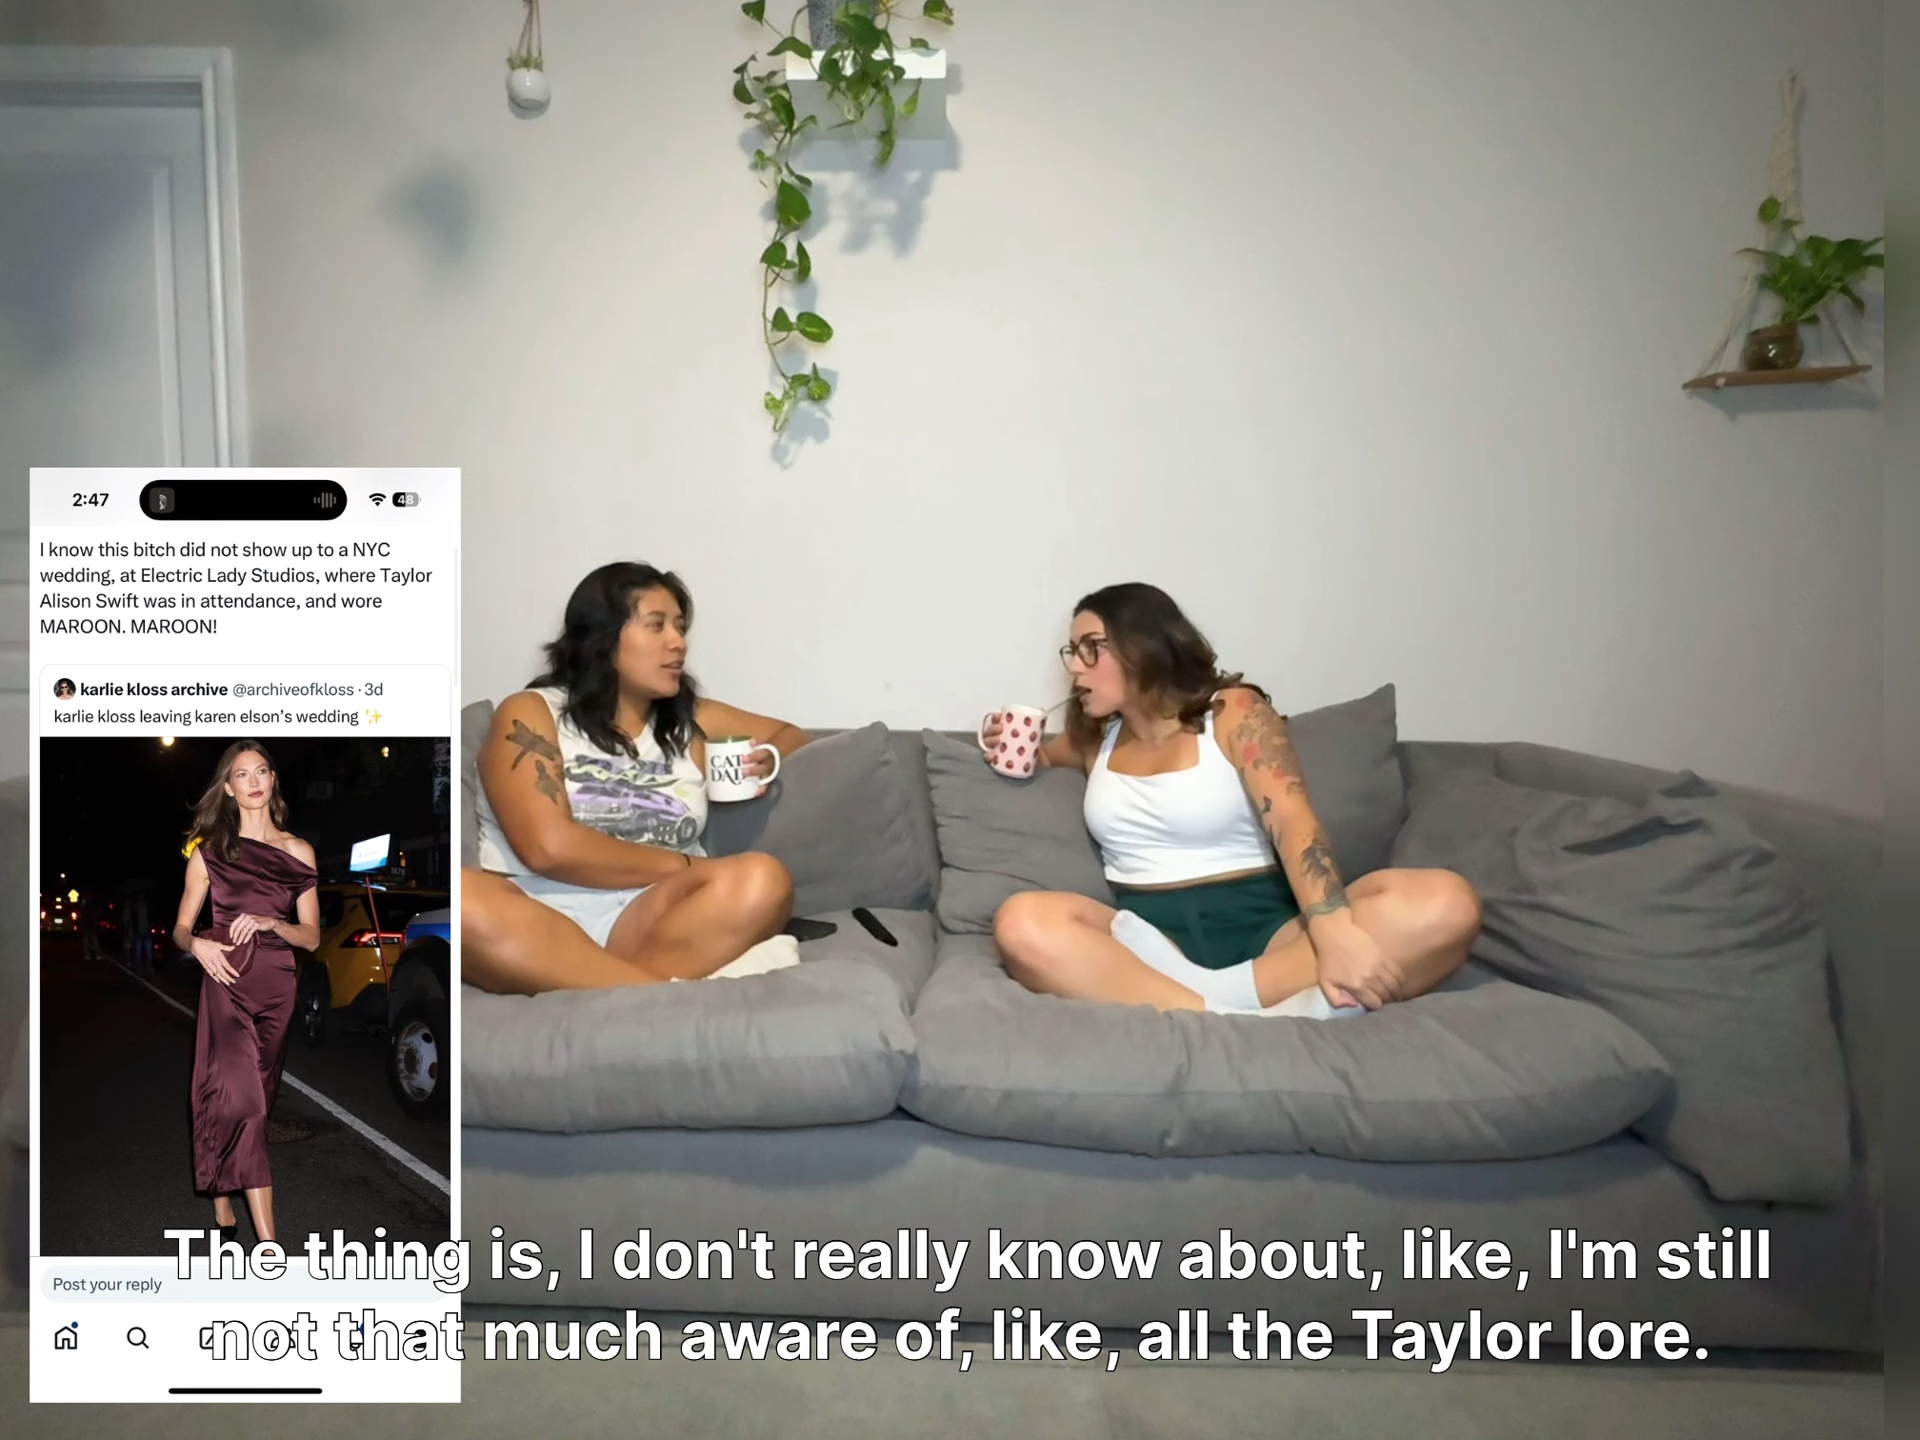 2:47
48
I know this bitch did not show up to a NYC
wedding, at Electric Lady Studios, where Taylor
Alison Swift was in attendance, and wore
MAROON. MAROON!
karlie kloss archive @archiveofkloss · 3d
karlie kloss leaving karen elson's wedding ✨
CAT
DAD
The thing is, I don't really know about, like, I'm still
Post your reply
not that much aware of, like, all the Taylor lore.